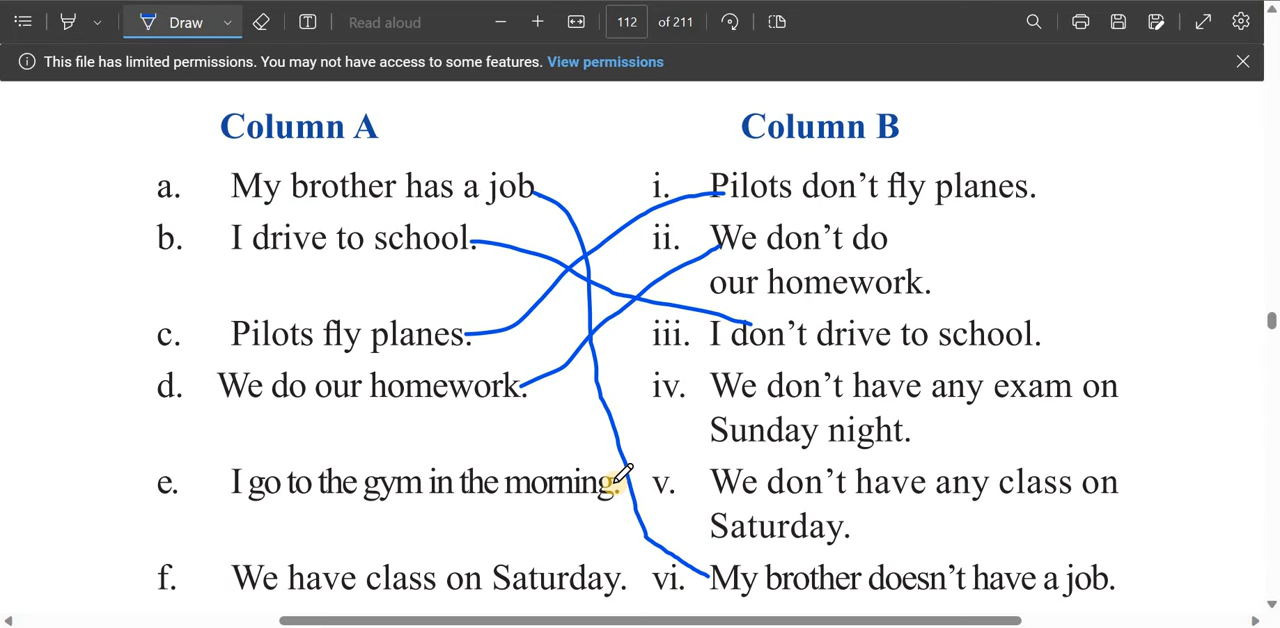 Draw
Read aloud
112 of 211
This file has limited permissions. You may not have access to some features. View permissions
Column A
Column B
a. My brother has a job
i. Pilots don't fly planes.
b. I drive to school.
ii. We don't do
our homework.
c. Pilots fly planes.
iii. I don't drive to school.
d. We do our homework.
iv. We don't have any exam on
Sunday night.
e. I go to the gym in the morning.
v. We don't have any class on
Saturday.
f. We have class on Saturday.
vi. My brother doesn't have a job.